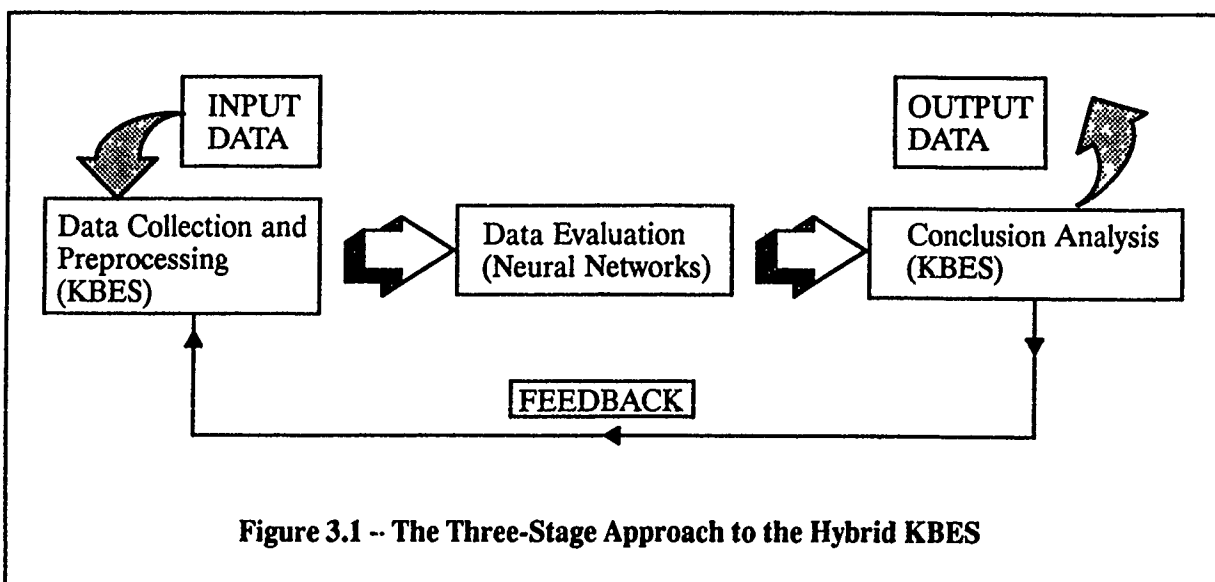 INPUT
DATA
OUTPUT
DATA
Data Collection and
Preprocessing
(KBES)
Data Evaluation
(Neural Networks)
Conclusion Analysis
(KBES)
FEEDBACK
Figure 3.1 -- The Three-Stage Approach to the Hybrid KBES